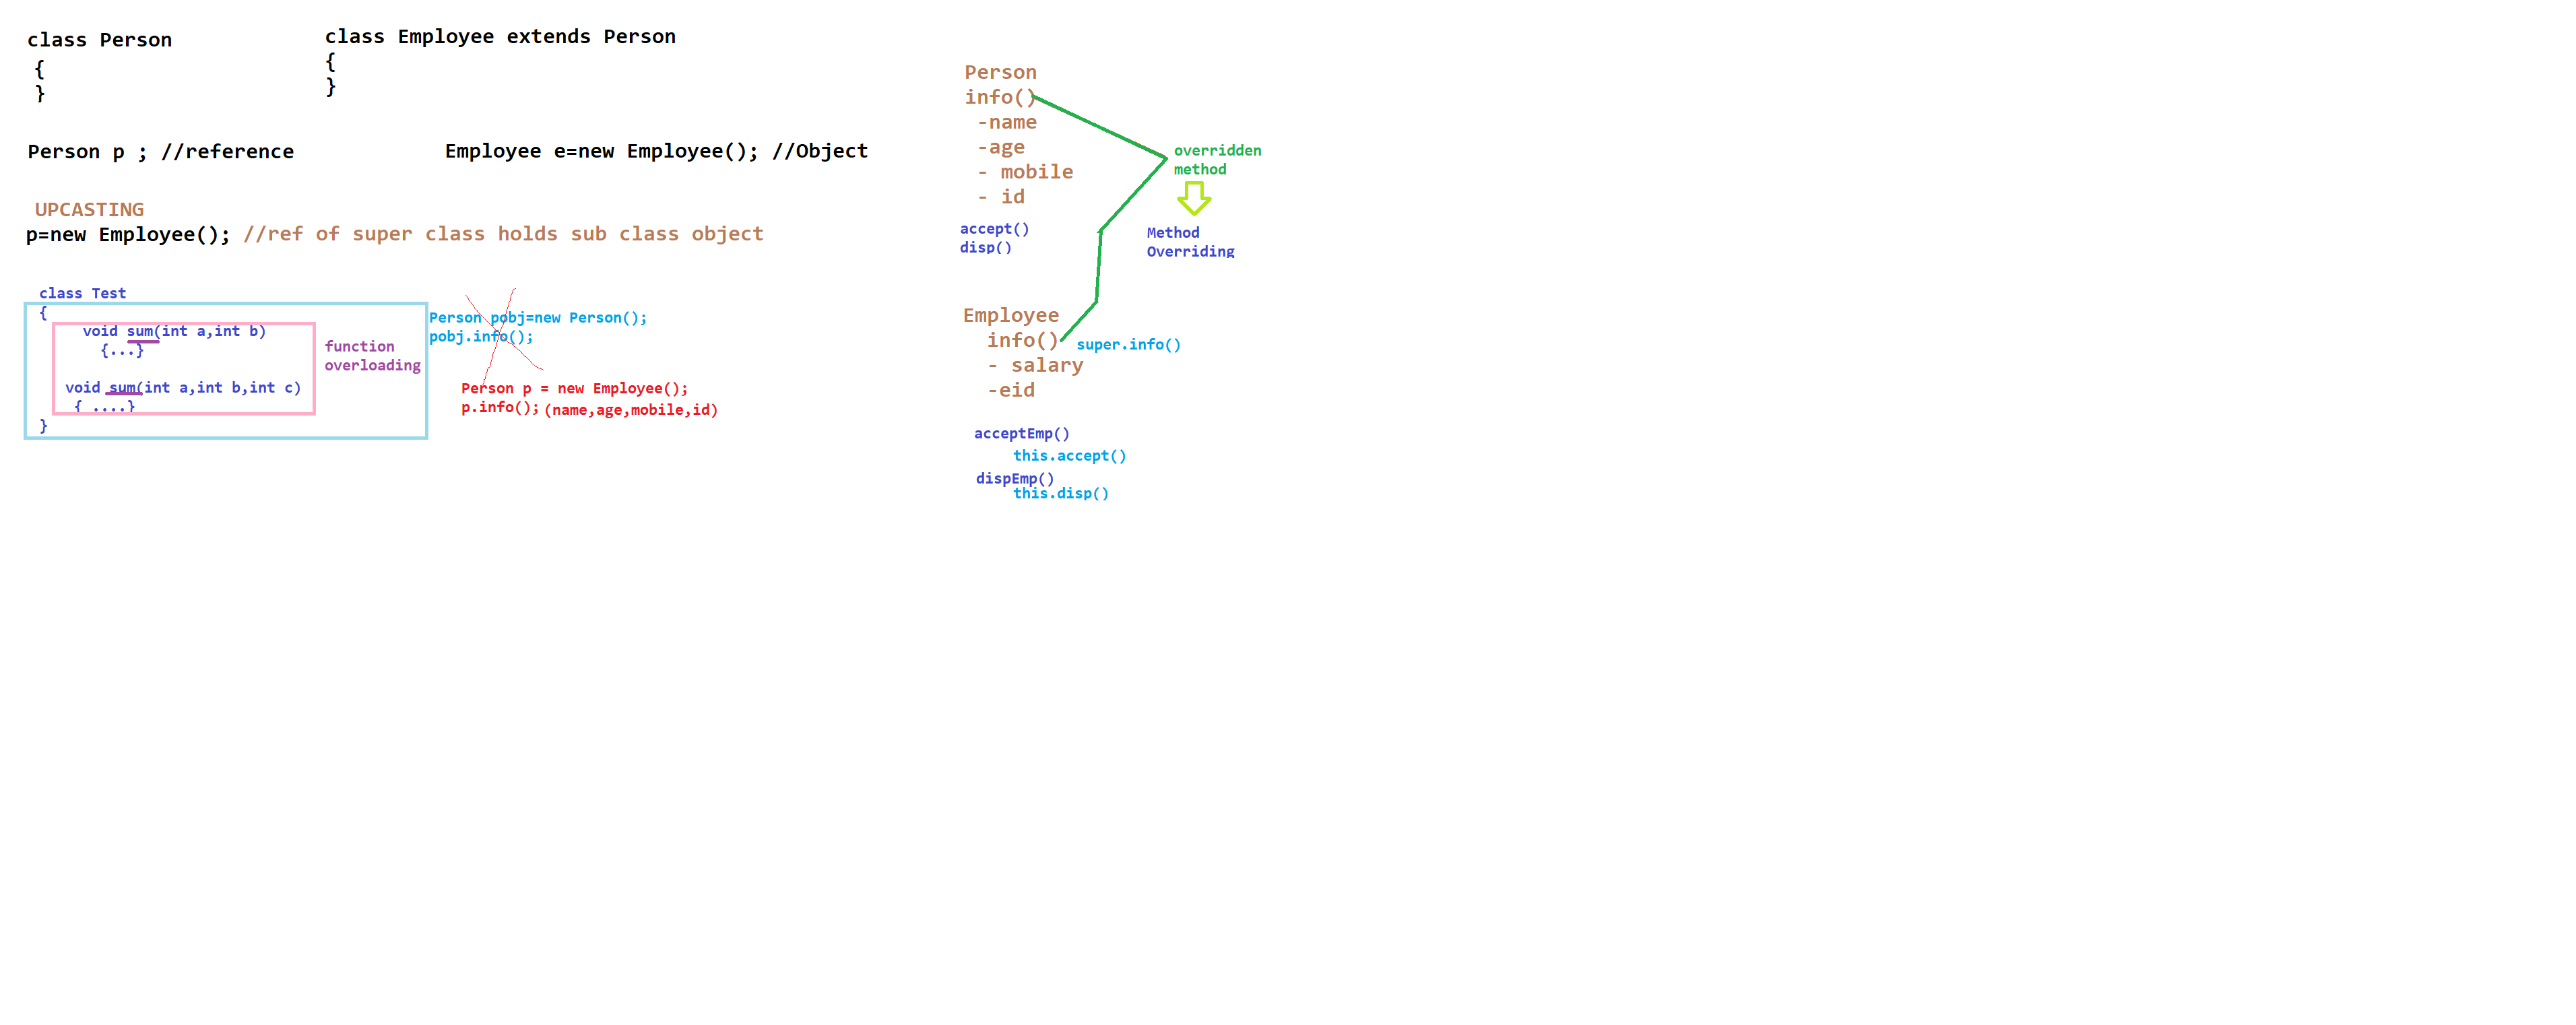 class Person
{
}
class Employee extends Person
{
}
Person p ; //reference
Employee e=new Employee(); //Object
UPCASTING
p=new Employee(); //ref of super class holds sub class object
class Test
{
void sum(int a,int b)
{...}
void sum(int a,int b,int c)
{ ....}
}
function
overloading
Person pobj=new Person();
pobj.info();
Person p = new Employee();
p.info(); (name,age,mobile,id)
Person
info()
-name
-age
- mobile
- id
accept()
disp()
overridden
method
Method
Overriding
Employee
info() super.info()
- salary
-eid
acceptEmp()
this.accept()
dispEmp()
this.disp()